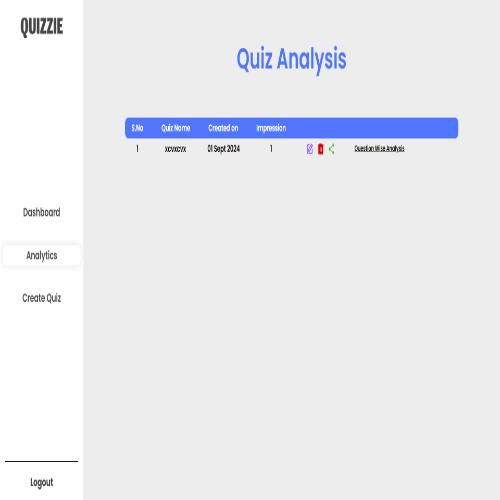 QUIZZIE
Dashboard
Analytics
Create Quiz
Logout
Quiz Analysis
S.No Quiz Name Created on Impression
1 xcvxcvx 01 Sept 2024 1 Question Wise Analysis